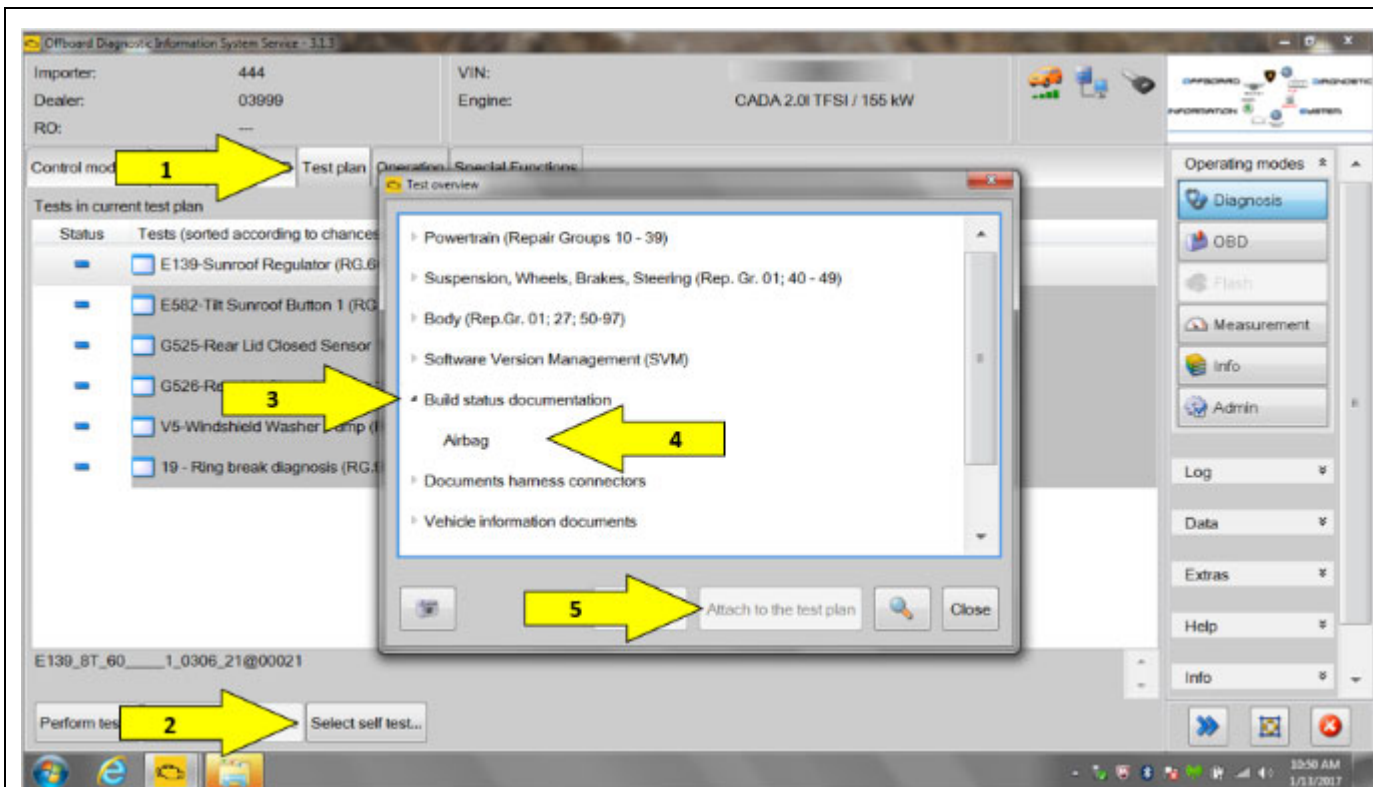 Offboard Diagnostic Information System Service - 3.1.3
Importer: 444 VIN:
Dealer: 03999 Engine: CADA 2.0l TFSI / 155 kW
RO: ---
OFFBOARD DIAGNOSTIC
INFORMATION SYSTEM
Control mod 1 Test plan Operation Special Functions
Tests in current test plan
Status Tests (sorted according to chances
E139-Sunroof Regulator (RG.6
E582-Tilt Sunroof Button 1 (RG
G525-Rear Lid Closed Sensor
G526-Re
V5-Windshield Washer Pump (
19 - Ring break diagnosis (RG.
Test overview
Powertrain (Repair Groups 10 - 39)
Suspension, Wheels, Brakes, Steering (Rep. Gr. 01; 40 - 49)
Body (Rep.Gr. 01; 27; 50-97)
Software Version Management (SVM)
3 Build status documentation
Airbag 4
Documents harness connectors
Vehicle information documents
5 Attach to the test plan Close
E139_8T_60____1_0306_21@00021
Perform tes 2 Select self test...
Operating modes
Diagnosis
OBD
Flash
Measurement
Info
Admin
Log
Data
Extras
Help
Info
10:50 AM
1/13/2017